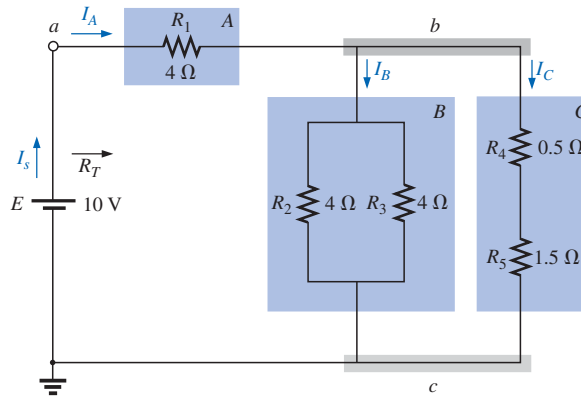 a
I_A
R_1
A
4 Ω
b
I_B
I_C
I_s
R_T
E
10 V
B
R_2
4 Ω
R_3
4 Ω
C
R_4
0.5 Ω
R_5
1.5 Ω
c